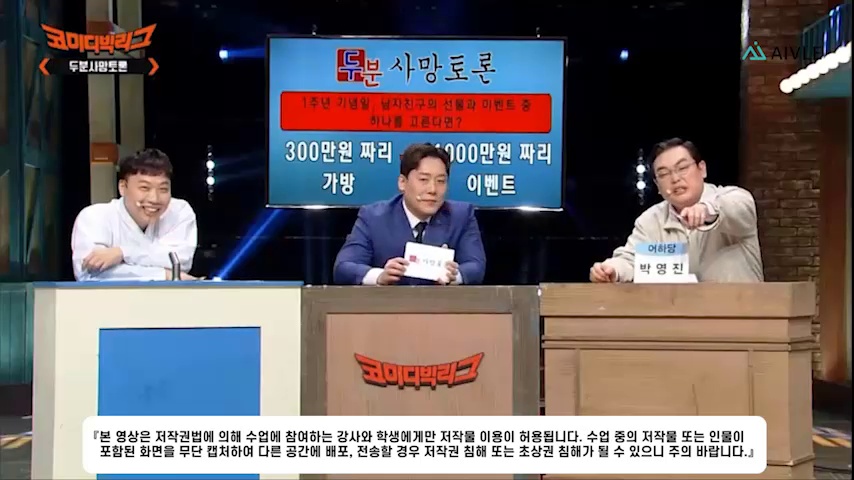 코미디빅리그
두분사망토론
AIVLE
두분 사망토론
1주년 기념일, 남자친구의 선물과 이벤트 중
하나를 고른다면?
300만원 짜리
1000만원 짜리
가방
이벤트
어하당
박영진
두분 사망토론
코미디빅리그
『본 영상은 저작권법에 의해 수업에 참여하는 강사와 학생에게만 저작물 이용이 허용됩니다. 수업 중의 저작물 또는 인물이
포함된 화면을 무단 캡처하여 다른 공간에 배포, 전송할 경우 저작권 침해 또는 초상권 침해가 될 수 있으니 주의 바랍니다.』